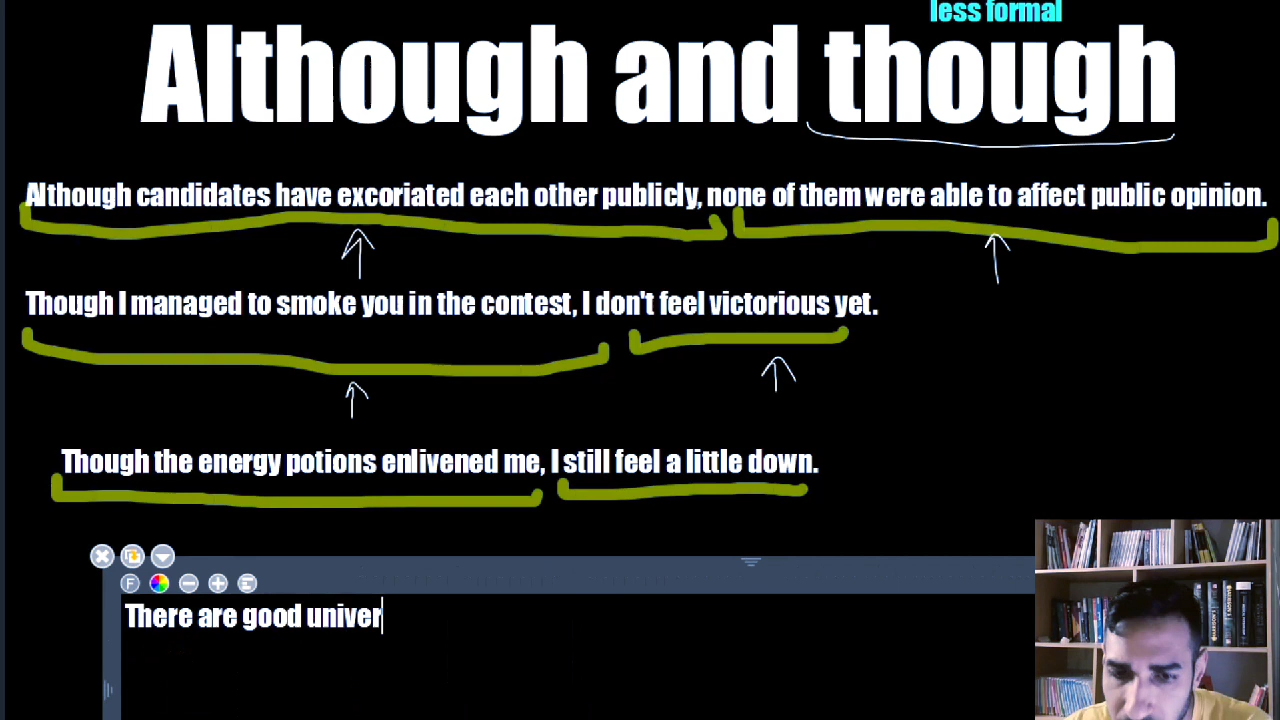 less formal
Although and though
Although candidates have excoriated each other publicly, none of them were able to affect public opinion.
Though I managed to smoke you in the contest, I don't feel victorious yet.
Though the energy potions enlivened me, I still feel a little down.
F
There are good univer